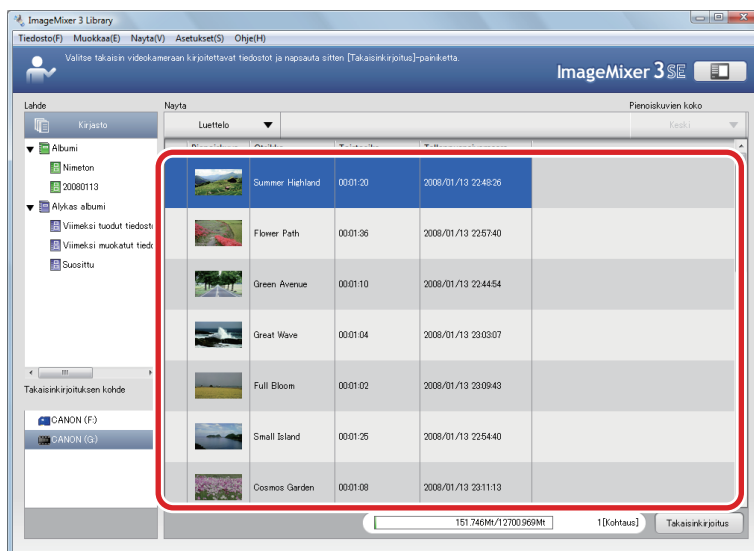 ImageMixer 3 Library
Tiedosto(F) Muokkaa(E) Nayta(V) Asetukset(S) Ohje(H)
Valitse takaisin videokameraan kirjoitettavat tiedostot ja napsauta sitten [Takaisinkirjoitus]-painiketta.
ImageMixer 3 SE
Lahde Nayta Pienoiskuvien koko
Kirjasto Luettelo Keski
Albumi
Nimeton
20080113
Alykas albumi
Viimeksi tuodut tiedosto
Viimeksi muokatut tiedo
Suosittu
Summer Highland 00:01:20 2008/01/13 22:48:26
Flower Path 00:01:36 2008/01/13 22:57:40
Green Avenue 00:01:10 2008/01/13 22:44:54
Great Wave 00:01:04 2008/01/13 23:03:07
Full Bloom 00:01:02 2008/01/13 23:09:43
Small Island 00:01:25 2008/01/13 22:54:40
Cosmos Garden 00:01:08 2008/01/13 23:11:13
Takaisinkirjoituksen kohde
CANON (F:)
CANON (G:)
151.746Mt/12700.969Mt 1[Kohtaus] Takaisinkirjoitus